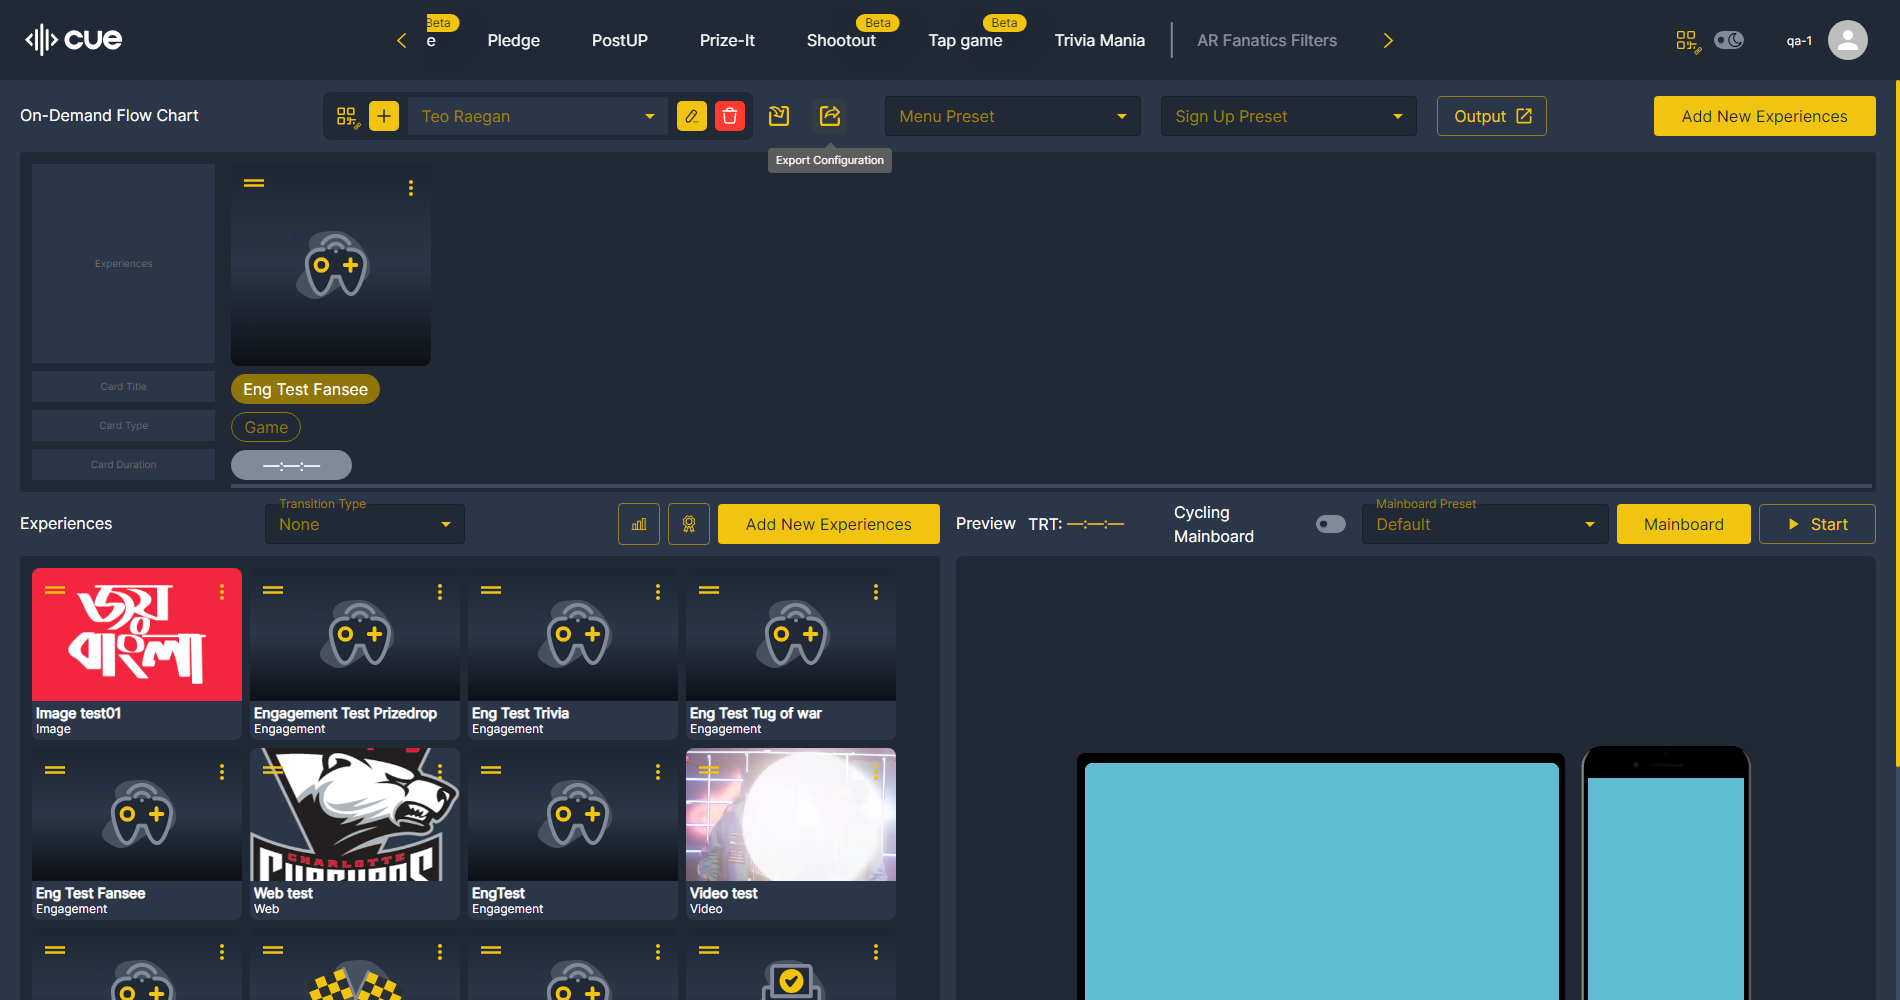 cue
Beta
e
Pledge
PostUP
Prize-It
Beta
Shootout
Beta
Tap game
Trivia Mania
AR Fanatics Filters
qa-1
On-Demand Flow Chart
Teo Raegan
Menu Preset
Sign Up Preset
Output
Add New Experiences
Export Configuration
Experiences
Card Title
Eng Test Fansee
Card Type
Game
Card Duration
—:—:—
Experiences
Transition Type
None
Add New Experiences
Preview
TRT: —:—:—
Cycling
Mainboard
Mainboard Preset
Default
Mainboard
Start
জয়
বাংলা
Image test01
Image
Engagement Test Prizedrop
Engagement
Eng Test Trivia
Engagement
Eng Test Tug of war
Engagement
CHARLOTTE
Eng Test Fansee
Engagement
Web test
Web
EngTest
Engagement
Video test
Video